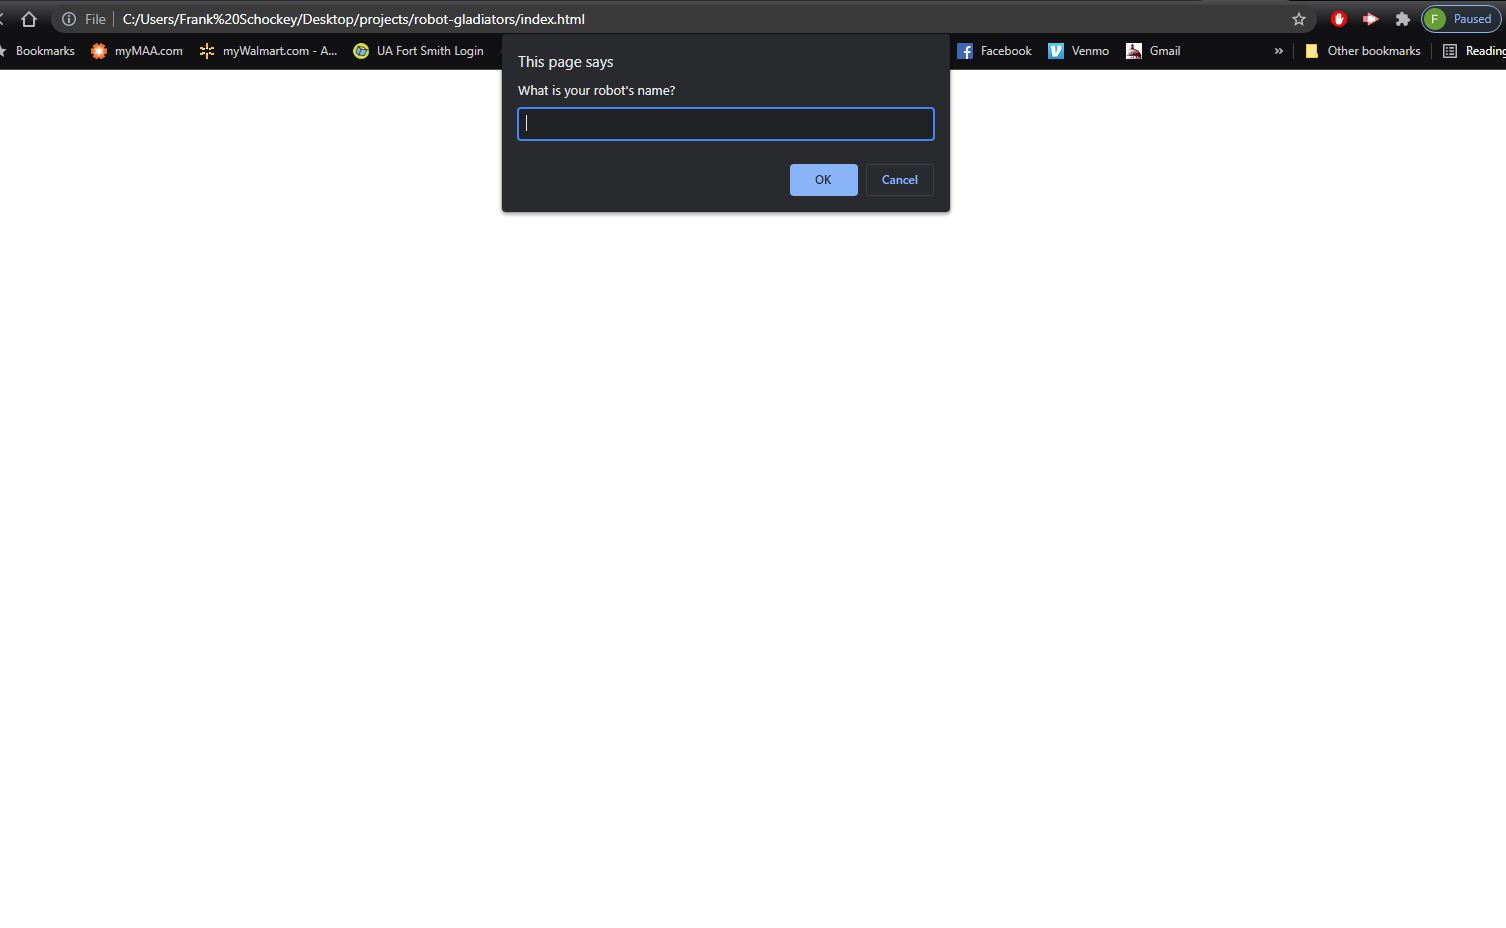 File C:/Users/Frank%20Schockey/Desktop/projects/robot-gladiators/index.html
F Paused
Bookmarks myMAA.com myWalmart.com - A... UA Fort Smith Login Facebook Venmo Gmail » Other bookmarks Reading
This page says
What is your robot's name?
OK Cancel